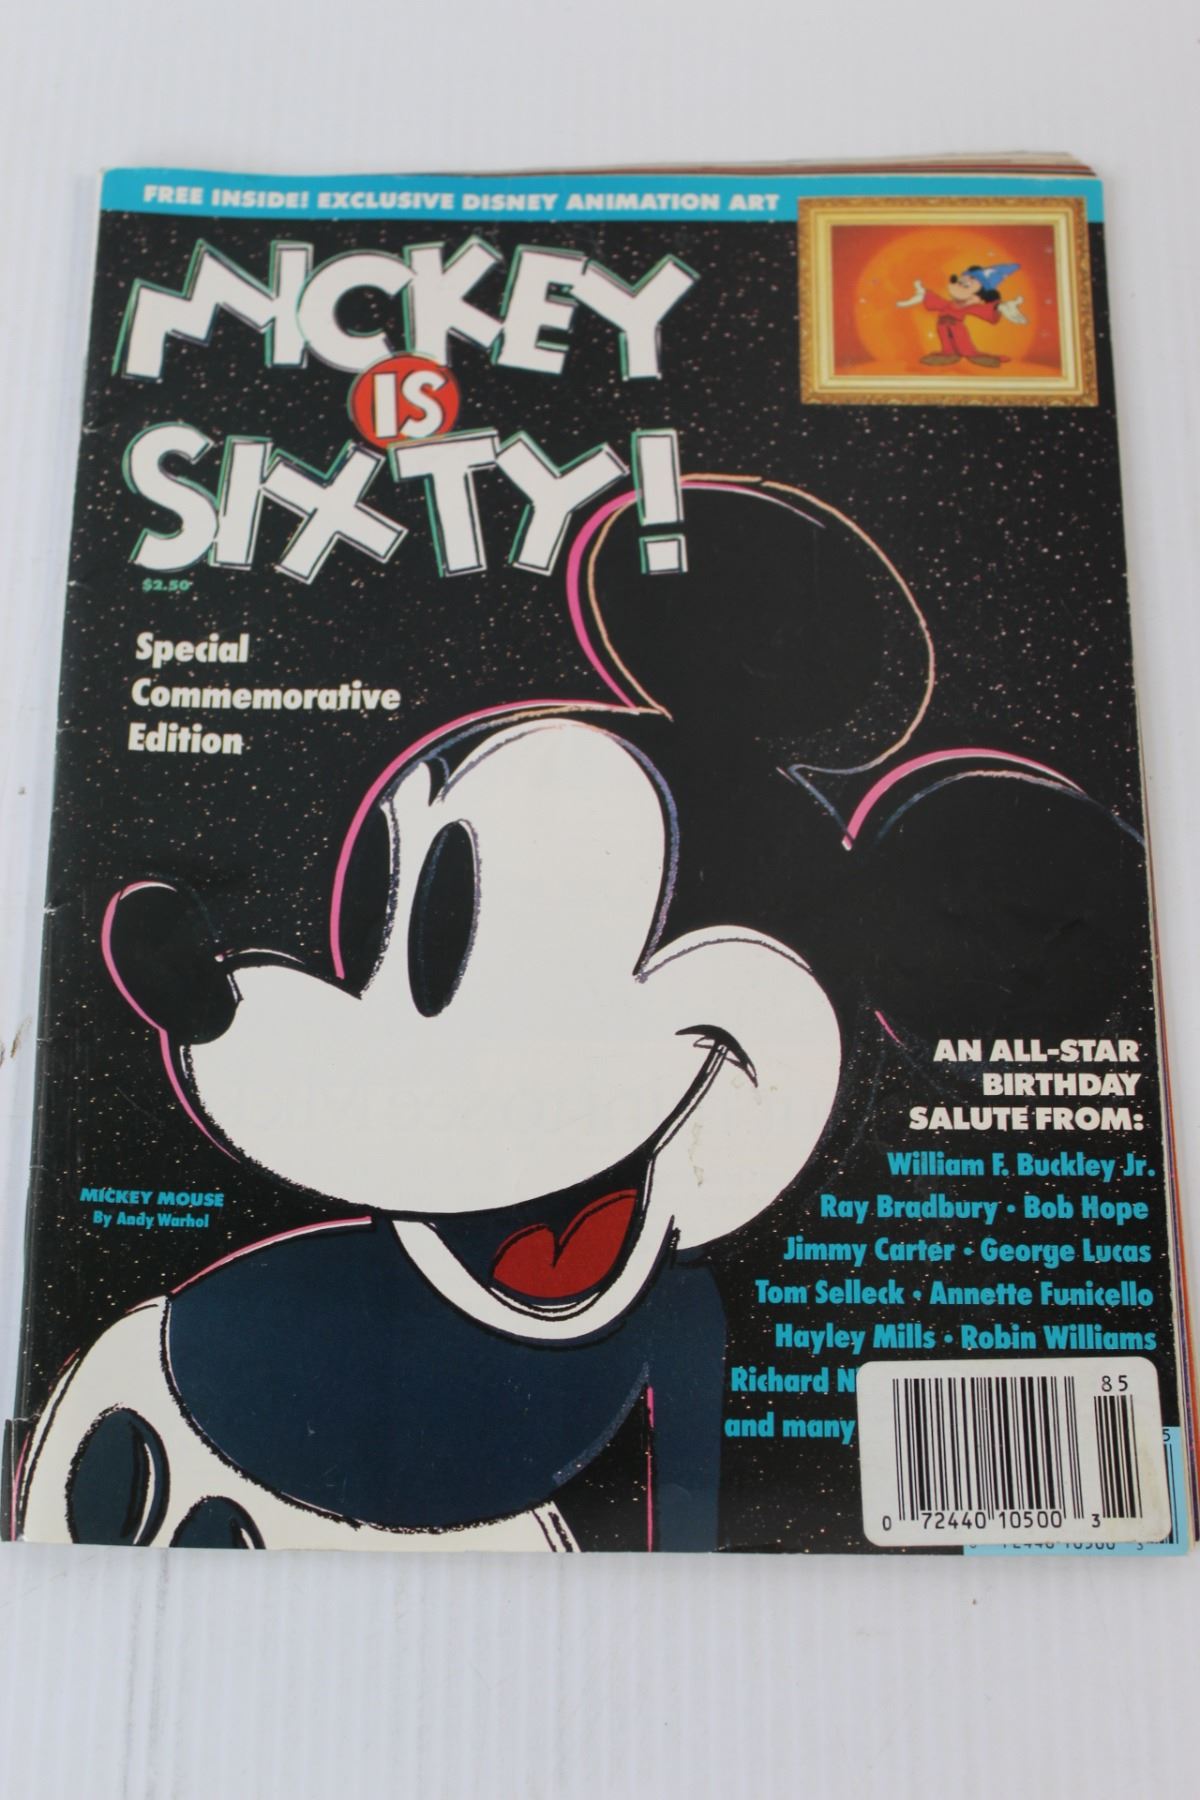 FREE INSIDE! EXCLUSIVE DISNEY ANIMATION ART
MICKEY
IS
SIXTY!
$2.50
Special
Commemorative
Edition
AN ALL-STAR
BIRTHDAY
SALUTE FROM:
William F. Buckley Jr.
Ray Bradbury • Bob Hope
Jimmy Carter • George Lucas
Tom Selleck • Annette Funicello
Hayley Mills • Robin Williams
Richard
and many
MICKEY MOUSE
By Andy Warhol
85
0 72440 10500 3